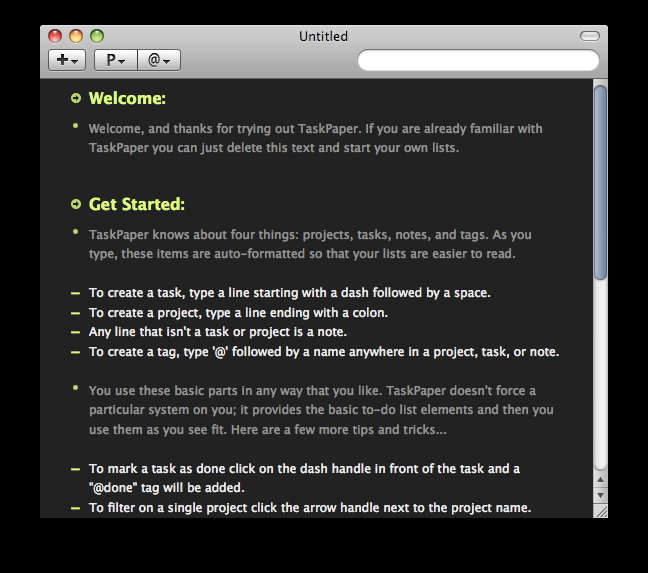 Untitled
P
@
Welcome:
Welcome, and thanks for trying out TaskPaper. If you are already familiar with
TaskPaper you can just delete this text and start your own lists.
Get Started:
TaskPaper knows about four things: projects, tasks, notes, and tags. As you
type, these items are auto-formatted so that your lists are easier to read.
– To create a task, type a line starting with a dash followed by a space.
– To create a project, type a line ending with a colon.
– Any line that isn't a task or project is a note.
– To create a tag, type '@' followed by a name anywhere in a project, task, or note.
You use these basic parts in any way that you like. TaskPaper doesn't force a
particular system on you; it provides the basic to-do list elements and then you
use them as you see fit. Here are a few more tips and tricks...
– To mark a task as done click on the dash handle in front of the task and a
"@done" tag will be added.
– To filter on a single project click the arrow handle next to the project name.